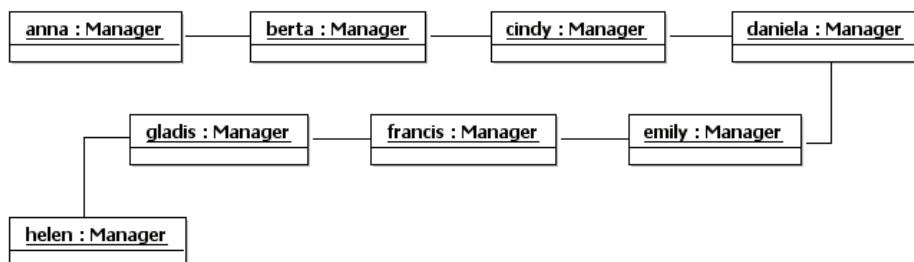 anna : Manager
berta : Manager
cindy : Manager
daniela : Manager
gladis : Manager
francis : Manager
emily : Manager
helen : Manager